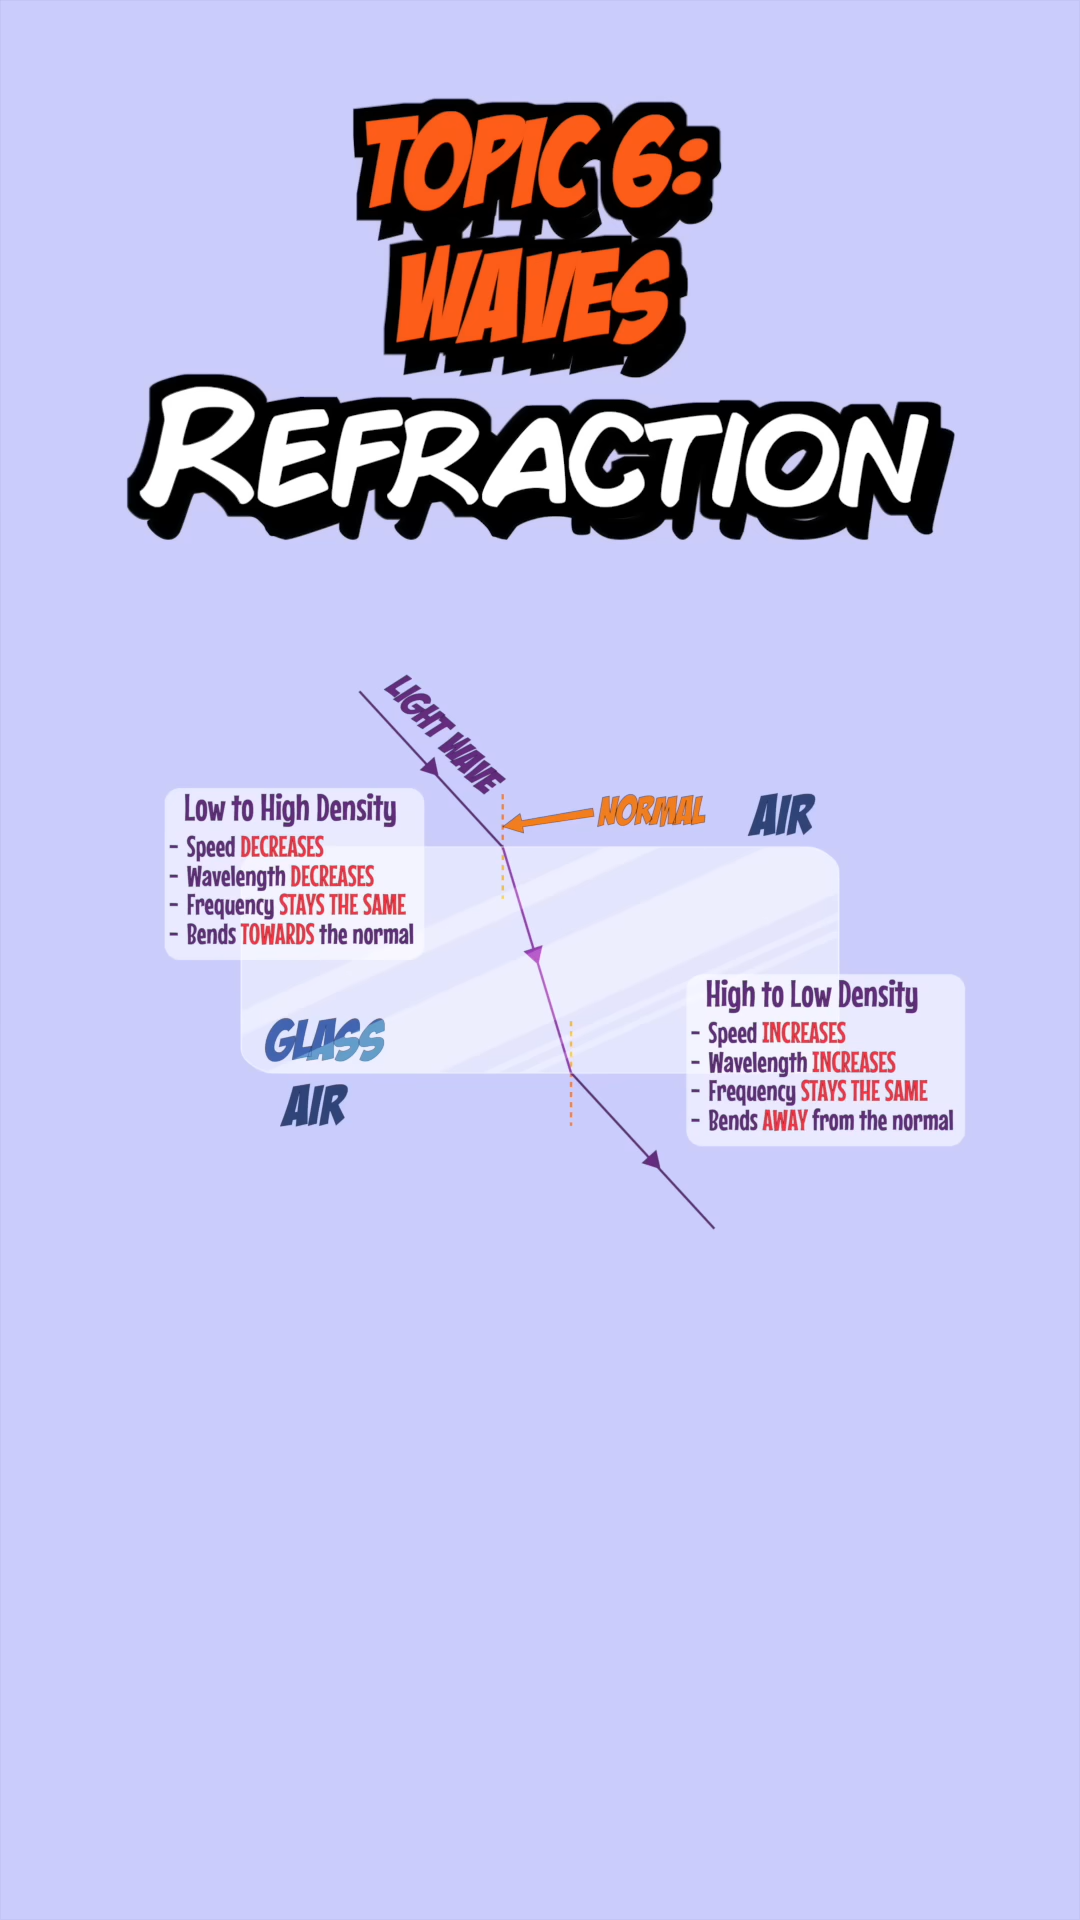 TOPIC 6:
WAVES
REFRACTION
LIGHT WAVE
NORMAL
AIR
Low to High Density
- Speed DECREASES
- Wavelength DECREASES
- Frequency STAYS THE SAME
- Bends TOWARDS the normal
GLASS
AIR
High to Low Density
- Speed INCREASES
- Wavelength INCREASES
- Frequency STAYS THE SAME
- Bends AWAY from the normal